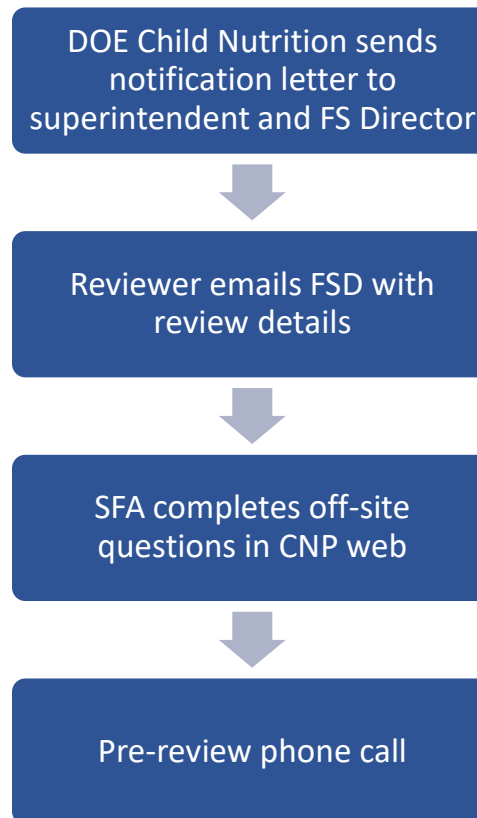 DOE Child Nutrition sends
notification letter to
superintendent and FS Director
Reviewer emails FSD with
review details
SFA completes off-site
questions in CNP web
Pre-review phone call